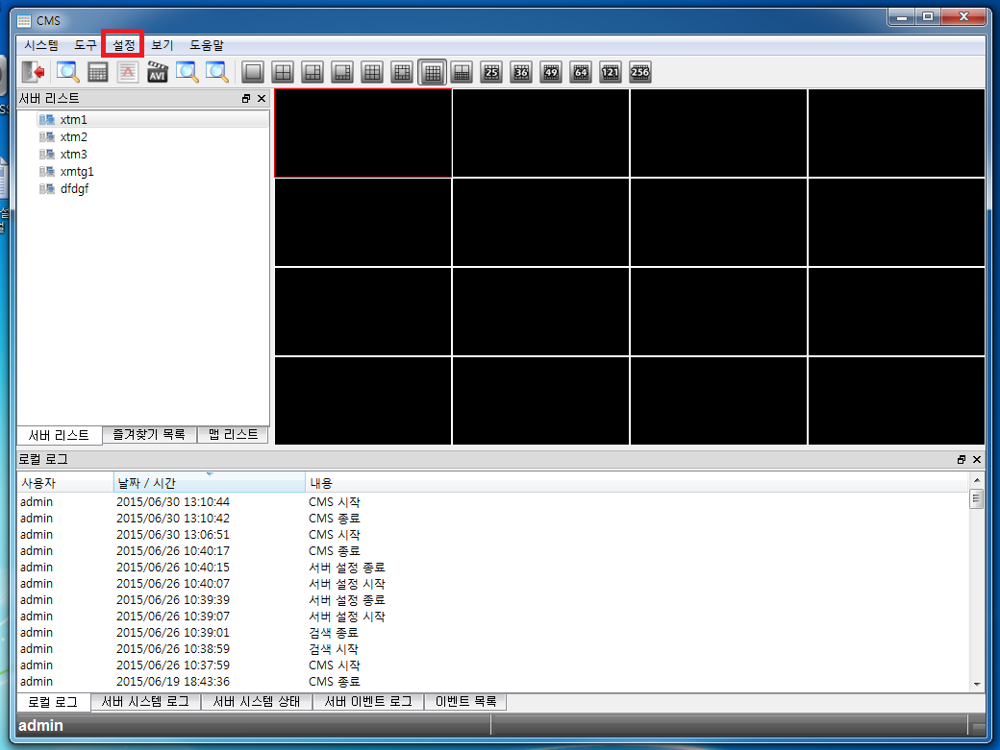 CMS
시스템 도구 설정 보기 도움말
AVI 25 36 49 64 121 256
서버 리스트
xtm1
xtm2
xtm3
xmtg1
dfdgf
서버 리스트 즐겨찾기 목록 맵 리스트
로컬 로그
사용자 날짜 / 시간 내용
admin 2015/06/30 13:10:44 CMS 시작
admin 2015/06/30 13:10:42 CMS 종료
admin 2015/06/30 13:06:51 CMS 시작
admin 2015/06/26 10:40:17 CMS 종료
admin 2015/06/26 10:40:15 서버 설정 종료
admin 2015/06/26 10:40:07 서버 설정 시작
admin 2015/06/26 10:39:39 서버 설정 종료
admin 2015/06/26 10:39:07 서버 설정 시작
admin 2015/06/26 10:39:01 검색 종료
admin 2015/06/26 10:38:59 검색 시작
admin 2015/06/26 10:37:59 CMS 시작
admin 2015/06/19 18:43:36 CMS 종료
로컬 로그 서버 시스템 로그 서버 시스템 상태 서버 이벤트 로그 이벤트 목록
admin